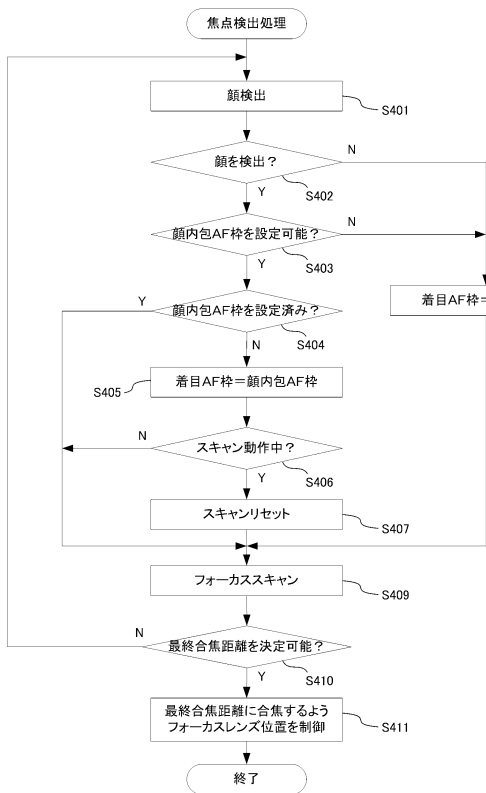 焦点検出処理
顔検出
S401
顔を検出？
N
Y
S402
顔内包AF枠を設定可能？
N
Y
S403
着目AF枠=
Y
顔内包AF枠を設定済み？
S404
N
S405
着目AF枠＝顔内包AF枠
N
スキャン動作中？
S406
Y
スキャンリセット
S407
フォーカススキャン
S409
N
最終合焦距離を決定可能？
S410
Y
最終合焦距離に合焦するよう
フォーカスレンズ位置を制御
S411
終了